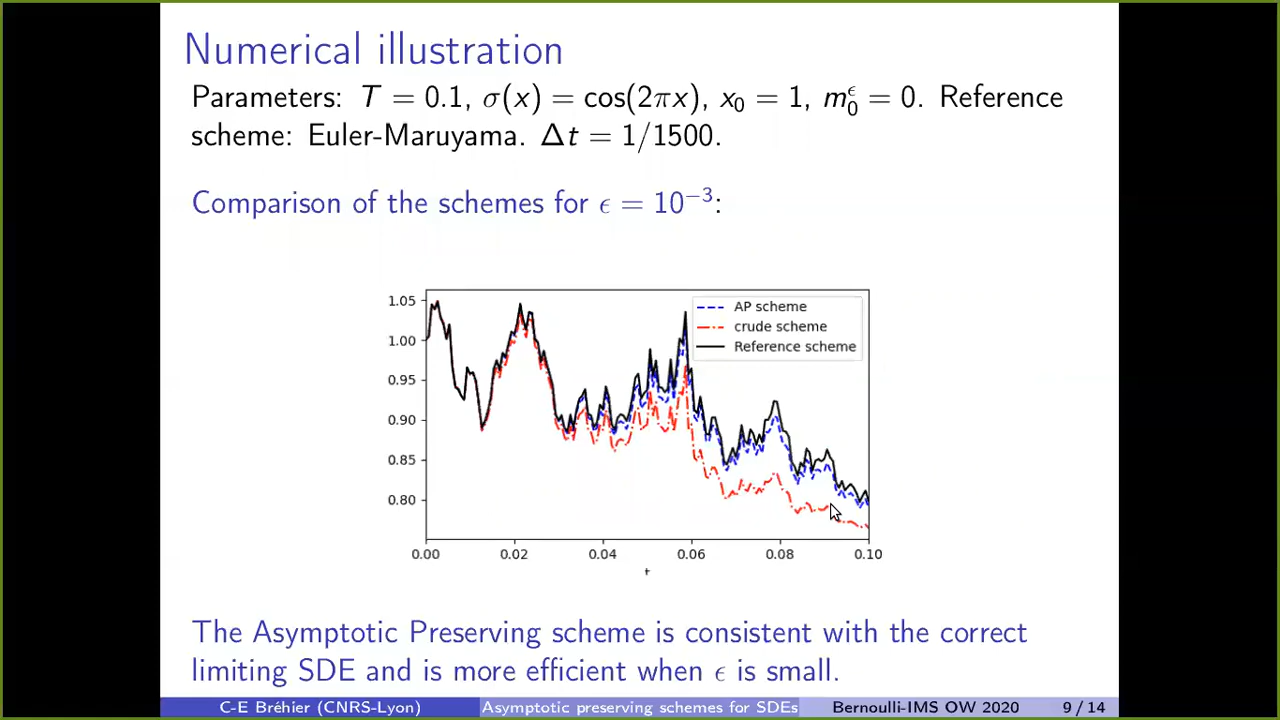 Numerical illustration
Parameters: T = 0.1, σ(x) = cos(2πx), x₀ = 1, m₀^ϵ = 0. Reference
scheme: Euler-Maruyama. Δt = 1/1500.
Comparison of the schemes for ϵ = 10⁻³:
AP scheme
crude scheme
Reference scheme
1.05
1.00
0.95
0.90
0.85
0.80
0.00 0.02 0.04 0.06 0.08 0.10
t
The Asymptotic Preserving scheme is consistent with the correct
limiting SDE and is more efficient when ϵ is small.
C-E Bréhier (CNRS-Lyon) Asymptotic preserving schemes for SDEs Bernoulli-IMS OW 2020 9 / 14